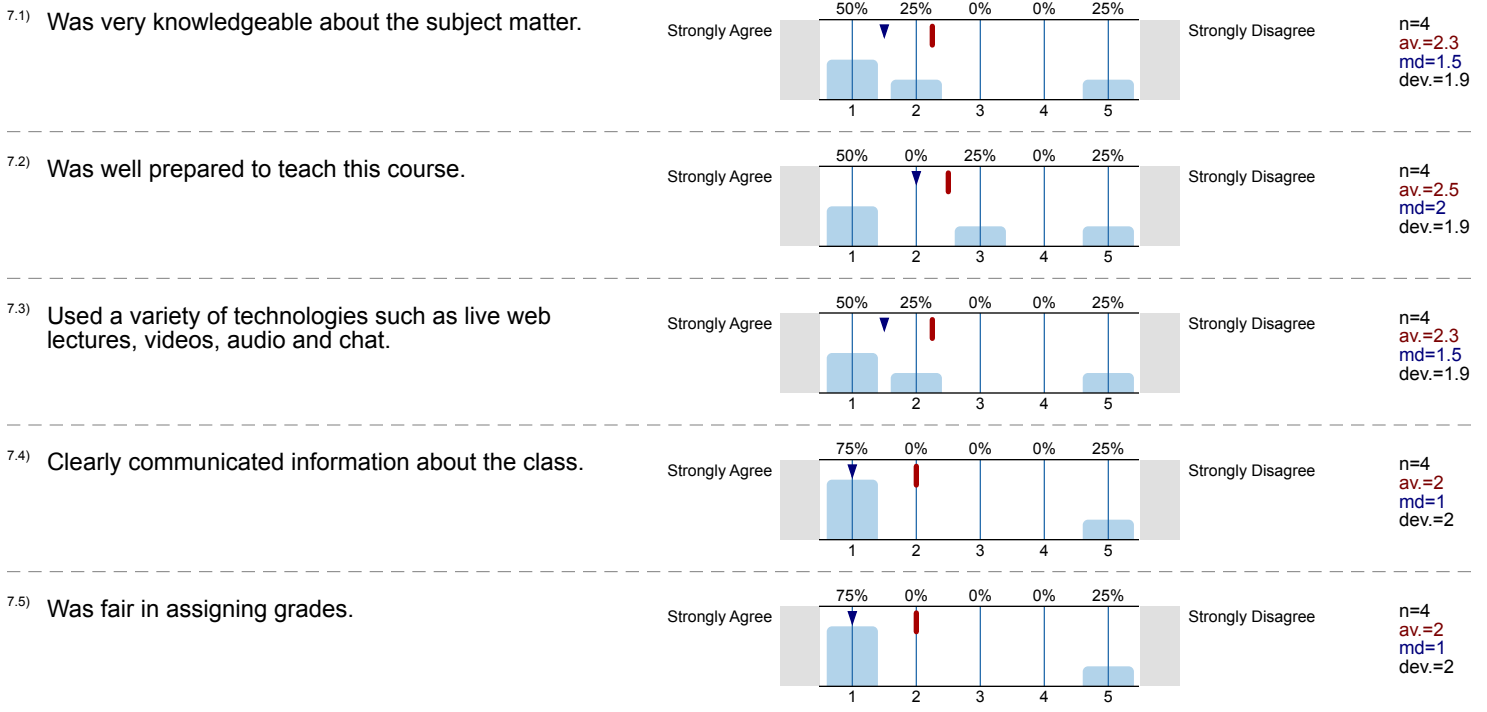 50% 25% 0% 0% 25%
7.1) Was very knowledgeable about the subject matter.
Strongly Agree
Strongly Disagree
n=4
av.=2.3
md=1.5
dev.=1.9
1 2 3 4 5
50% 0% 25% 0% 25%
7.2) Was well prepared to teach this course.
Strongly Agree
Strongly Disagree
n=4
av.=2.5
md=2
dev.=1.9
1 2 3 4 5
50% 25% 0% 0% 25%
7.3) Used a variety of technologies such as live web
lectures, videos, audio and chat.
Strongly Agree
Strongly Disagree
n=4
av.=2.3
md=1.5
dev.=1.9
1 2 3 4 5
75% 0% 0% 0% 25%
7.4) Clearly communicated information about the class.
Strongly Agree
Strongly Disagree
n=4
av.=2
md=1
dev.=2
1 2 3 4 5
75% 0% 0% 0% 25%
7.5) Was fair in assigning grades.
Strongly Agree
Strongly Disagree
n=4
av.=2
md=1
dev.=2
1 2 3 4 5